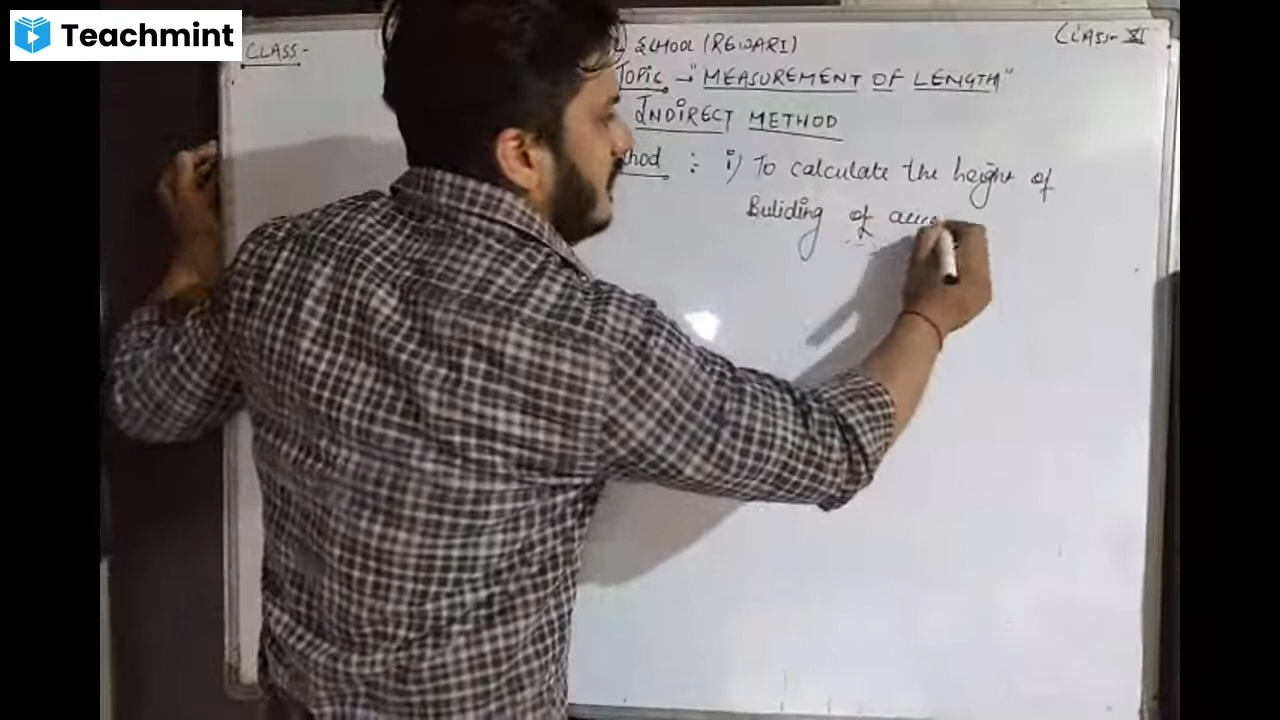 Teachmint
CLASS-
SCHOOL (REWARI)
CLASS- XI
TOPIC → "MEASUREMENT OF LENGTH"
INDIRECT METHOD
thod : i) To calculate the height of
Buliding of